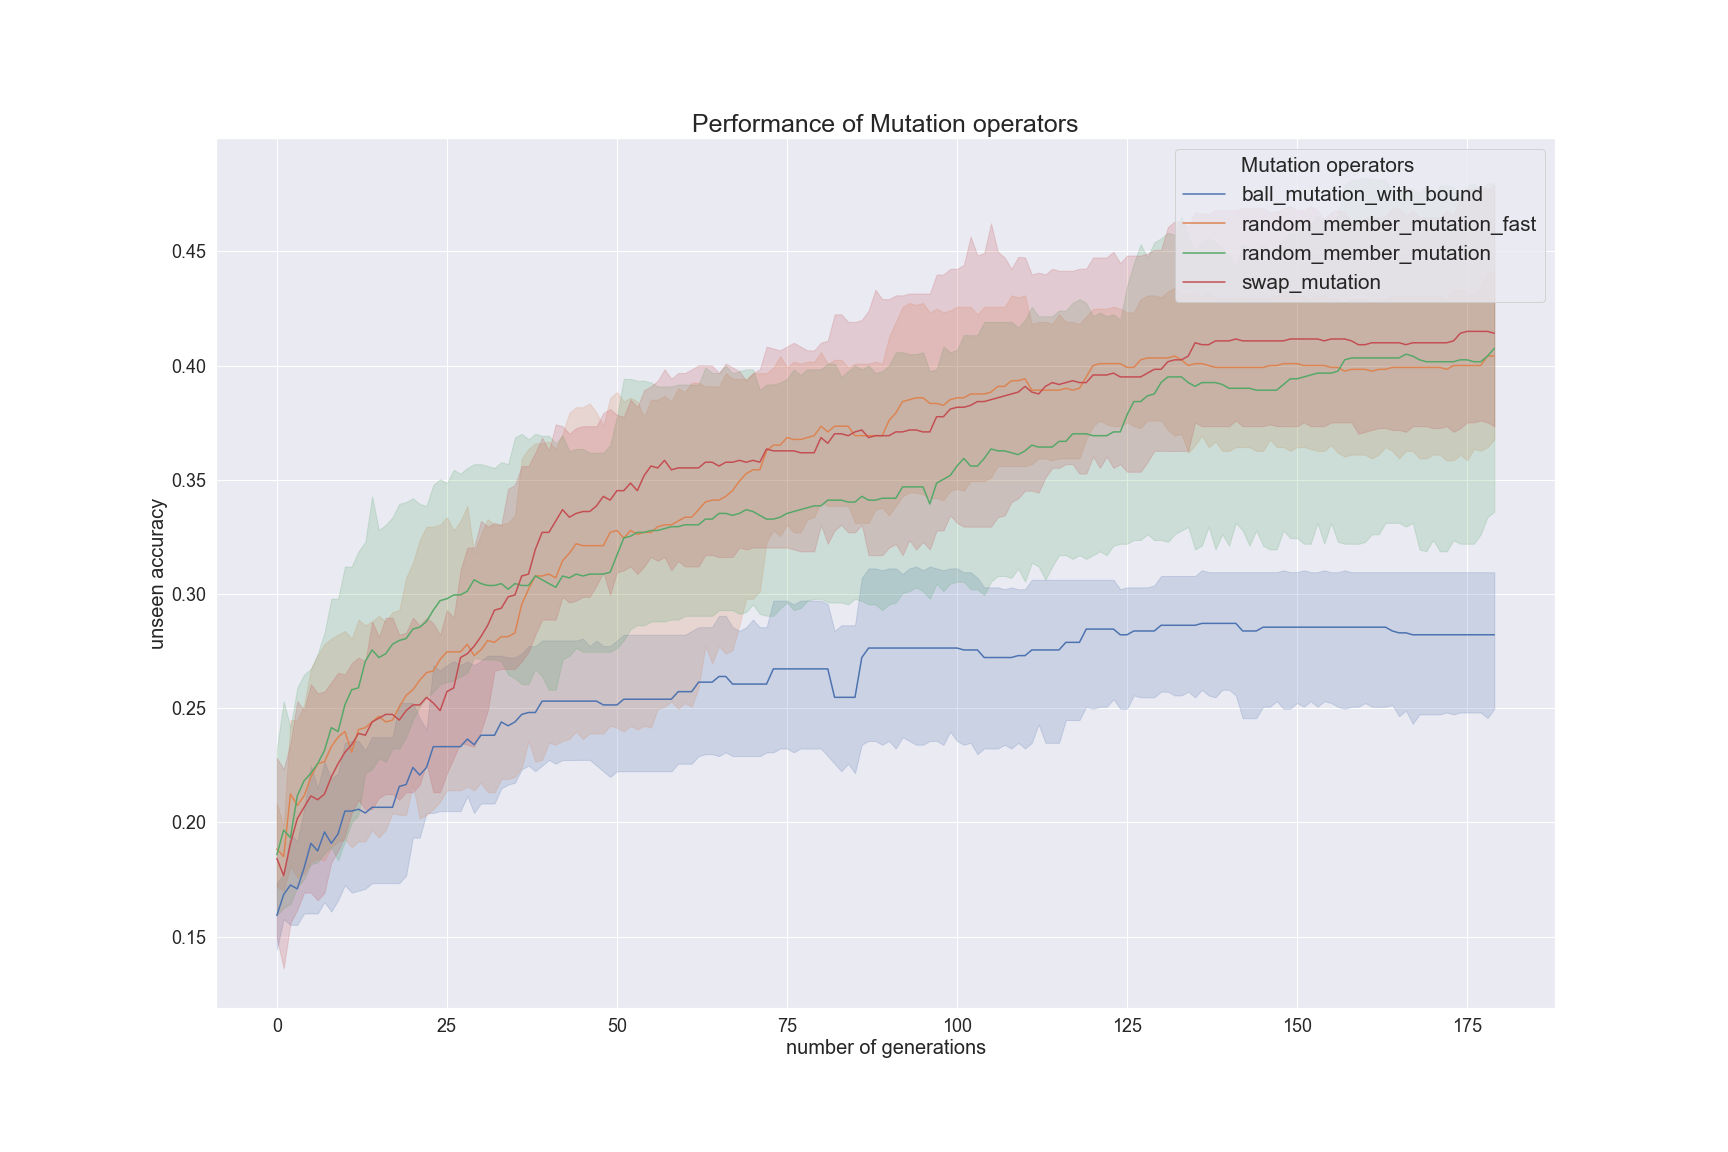 Performance of Mutation operators
Mutation operators
ball_mutation_with_bound
random_member_mutation_fast
random_member_mutation
swap_mutation
unseen accuracy
0.45
0.40
0.35
0.30
0.25
0.20
0.15
0 25 50 75 100 125 150 175
number of generations